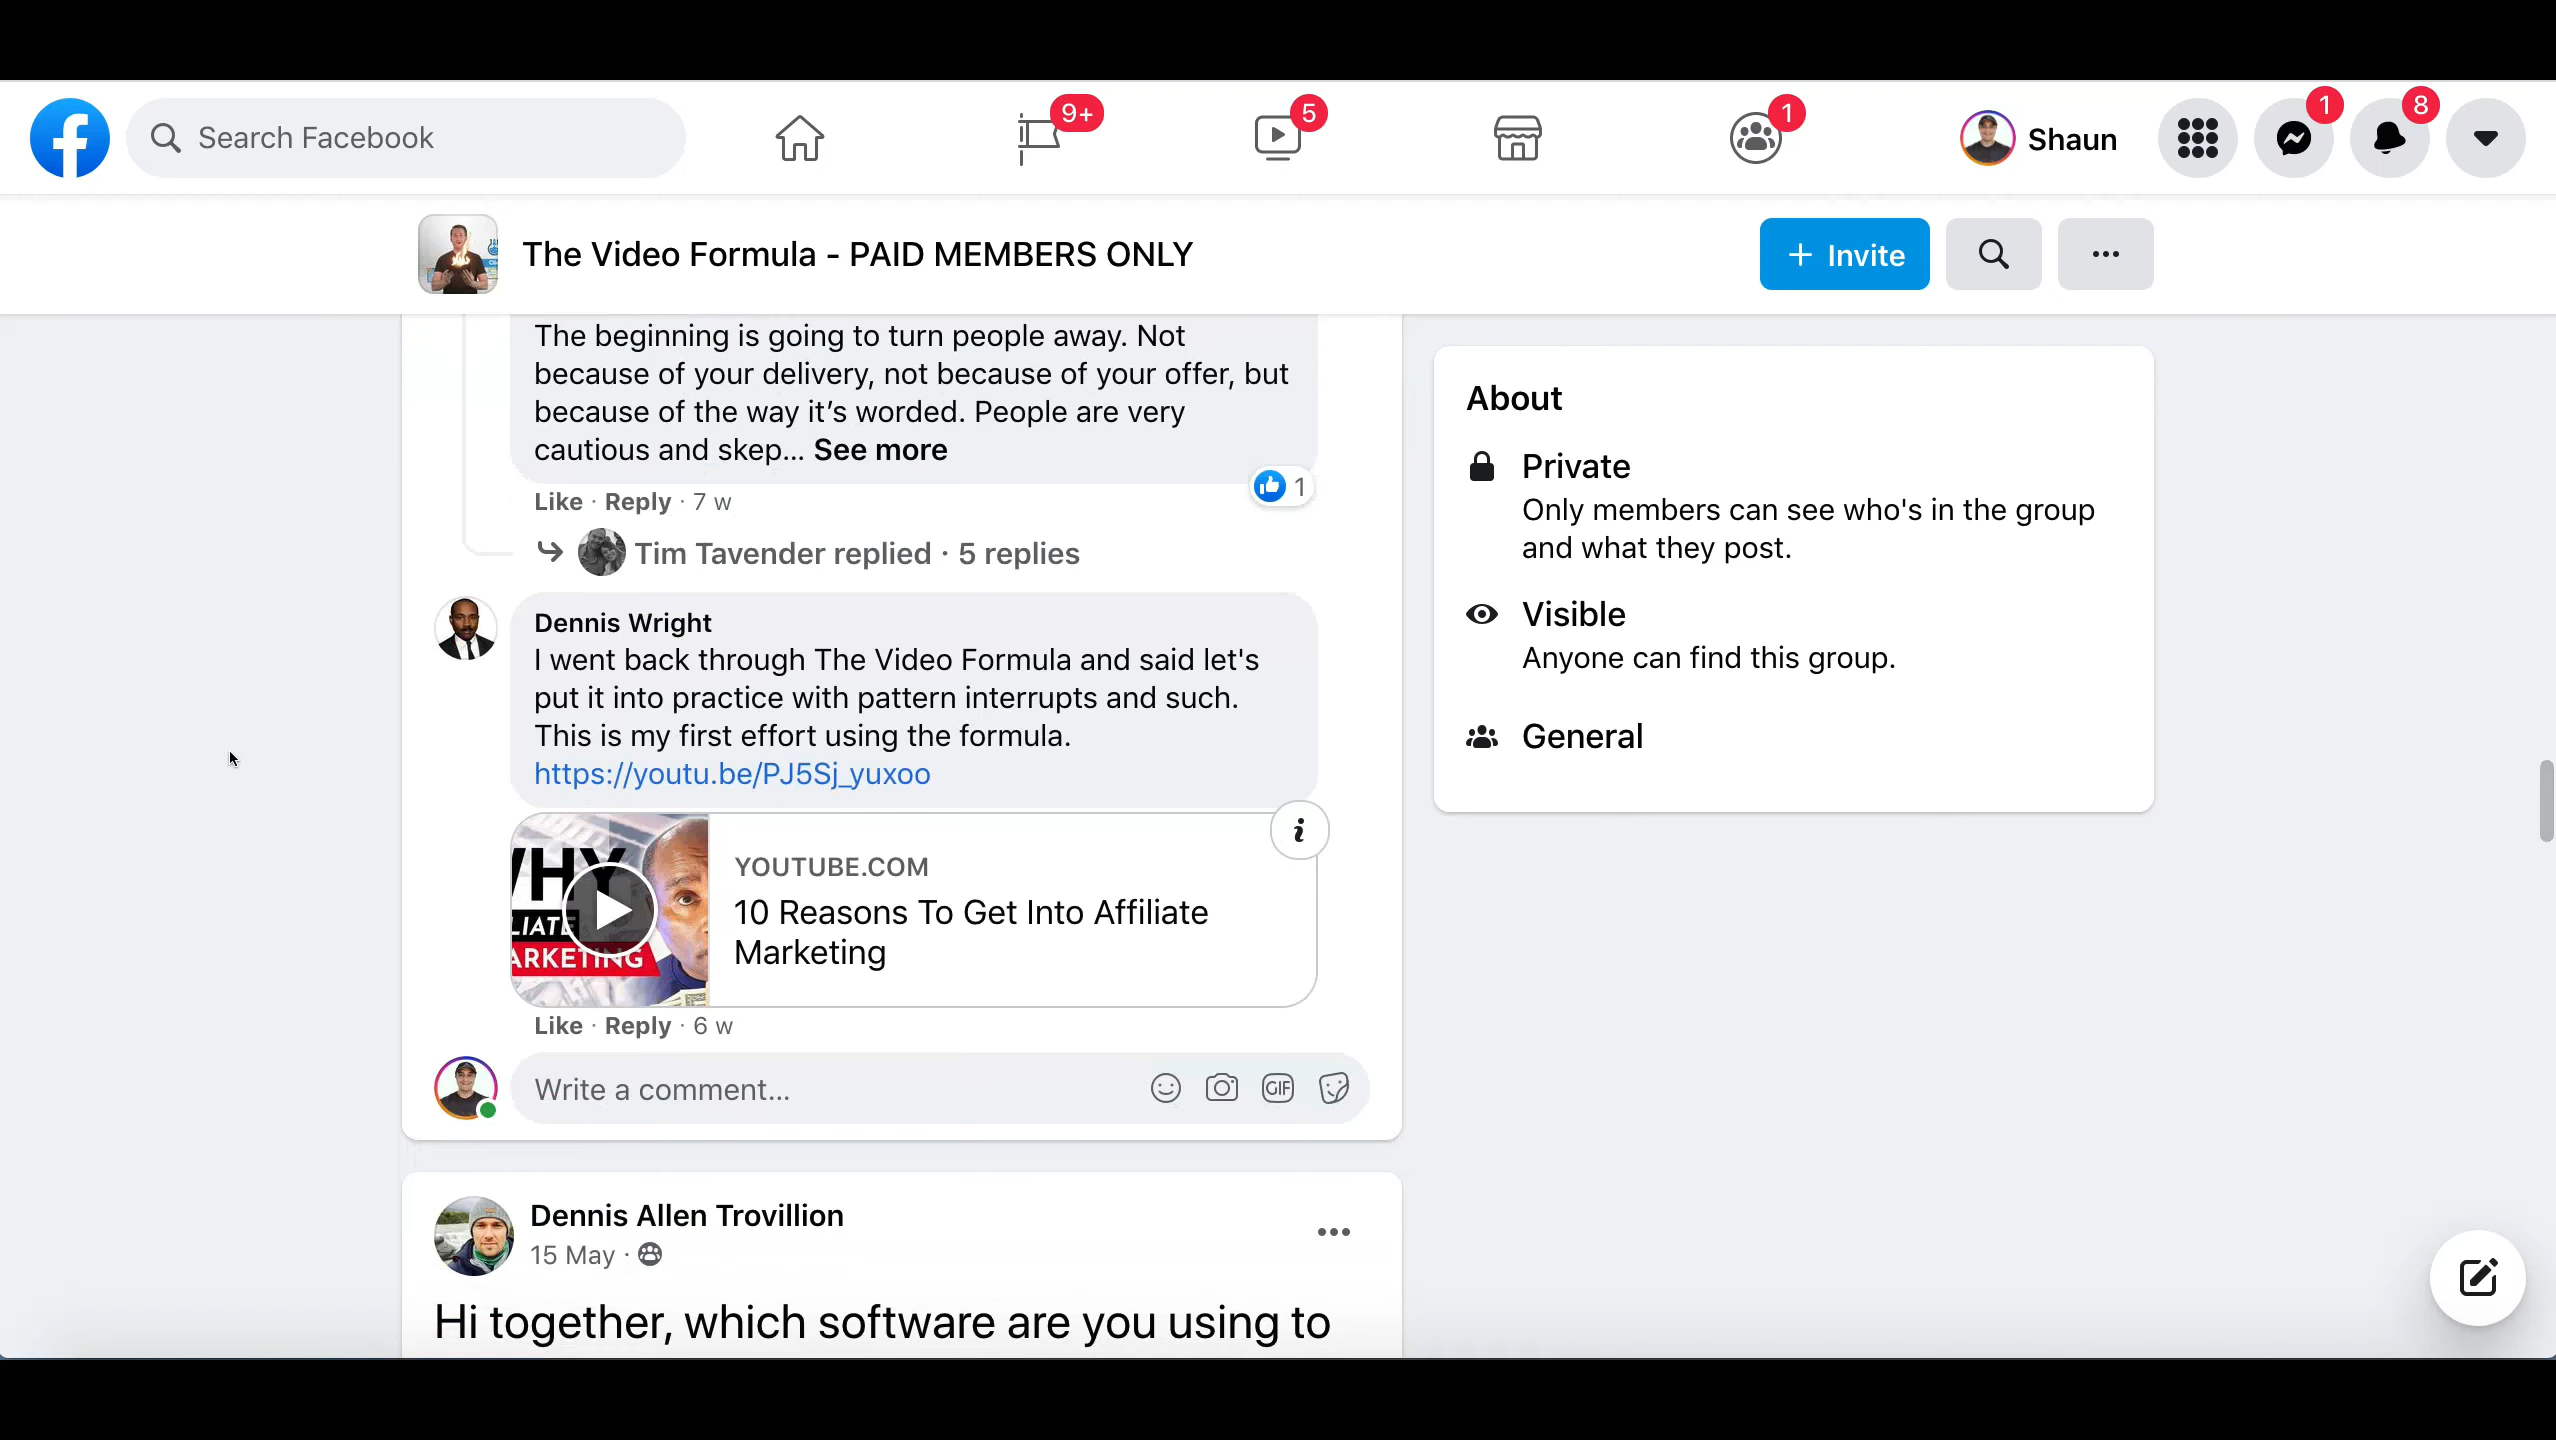 Search Facebook
9+
5
1
Shaun
1
8
The Video Formula - PAID MEMBERS ONLY
+ Invite
The beginning is going to turn people away. Not
because of your delivery, not because of your offer, but
because of the way it’s worded. People are very
cautious and skep... See more
1
Like · Reply · 7 w
Tim Tavender replied · 5 replies
Dennis Wright
I went back through The Video Formula and said let's
put it into practice with pattern interrupts and such.
This is my first effort using the formula.
https://youtu.be/PJ5Sj_yuxoo
YOUTUBE.COM
10 Reasons To Get Into Affiliate
Marketing
WHY
LIATE
ARKETING
Like · Reply · 6 w
Write a comment...
GIF
Dennis Allen Trovillion
15 May ·
Hi together, which software are you using to
About
Private
Only members can see who's in the group
and what they post.
Visible
Anyone can find this group.
General